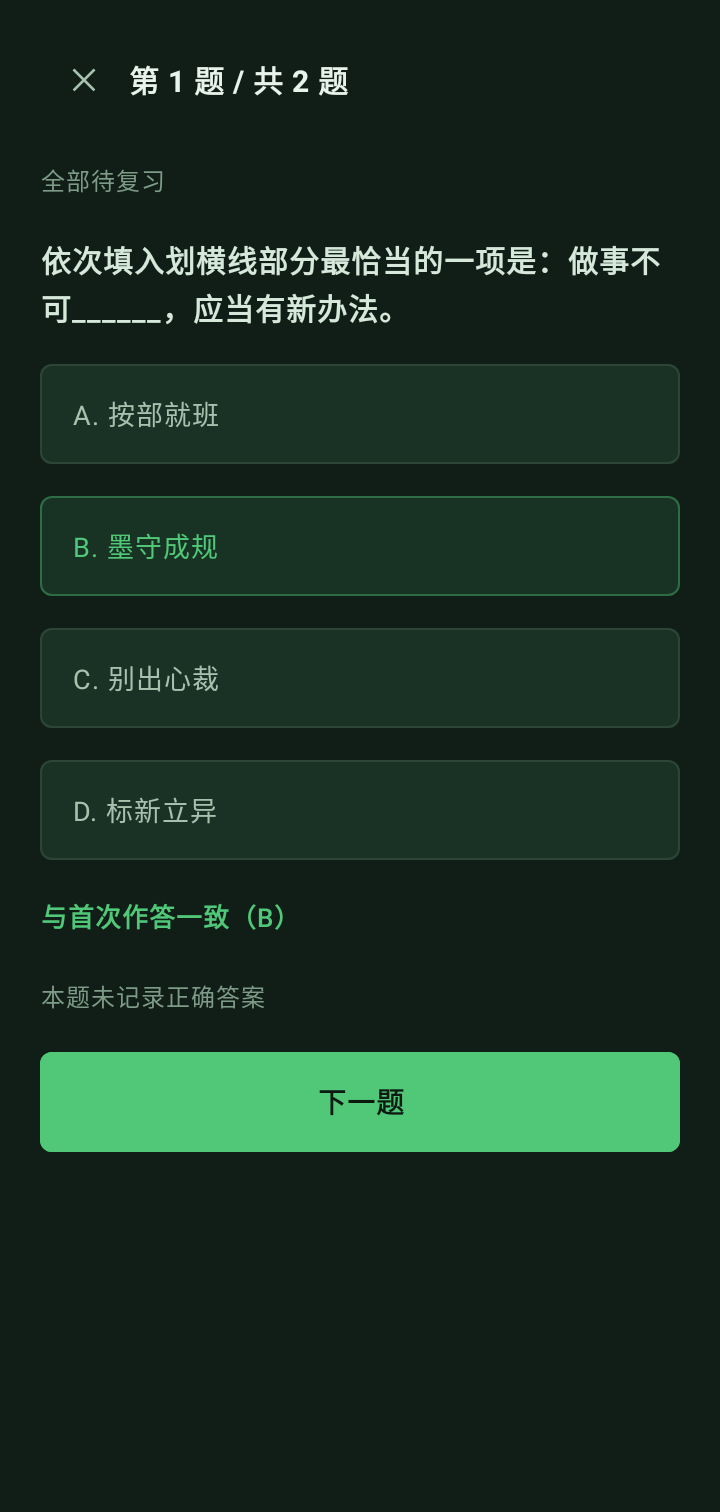 第 1 题 / 共 2 题
全部待复习
依次填入划横线部分最恰当的一项是：做事不
可______，应当有新办法。
A. 按部就班
B. 墨守成规
C. 别出心裁
D. 标新立异
与首次作答一致（B）
本题未记录正确答案
下一题